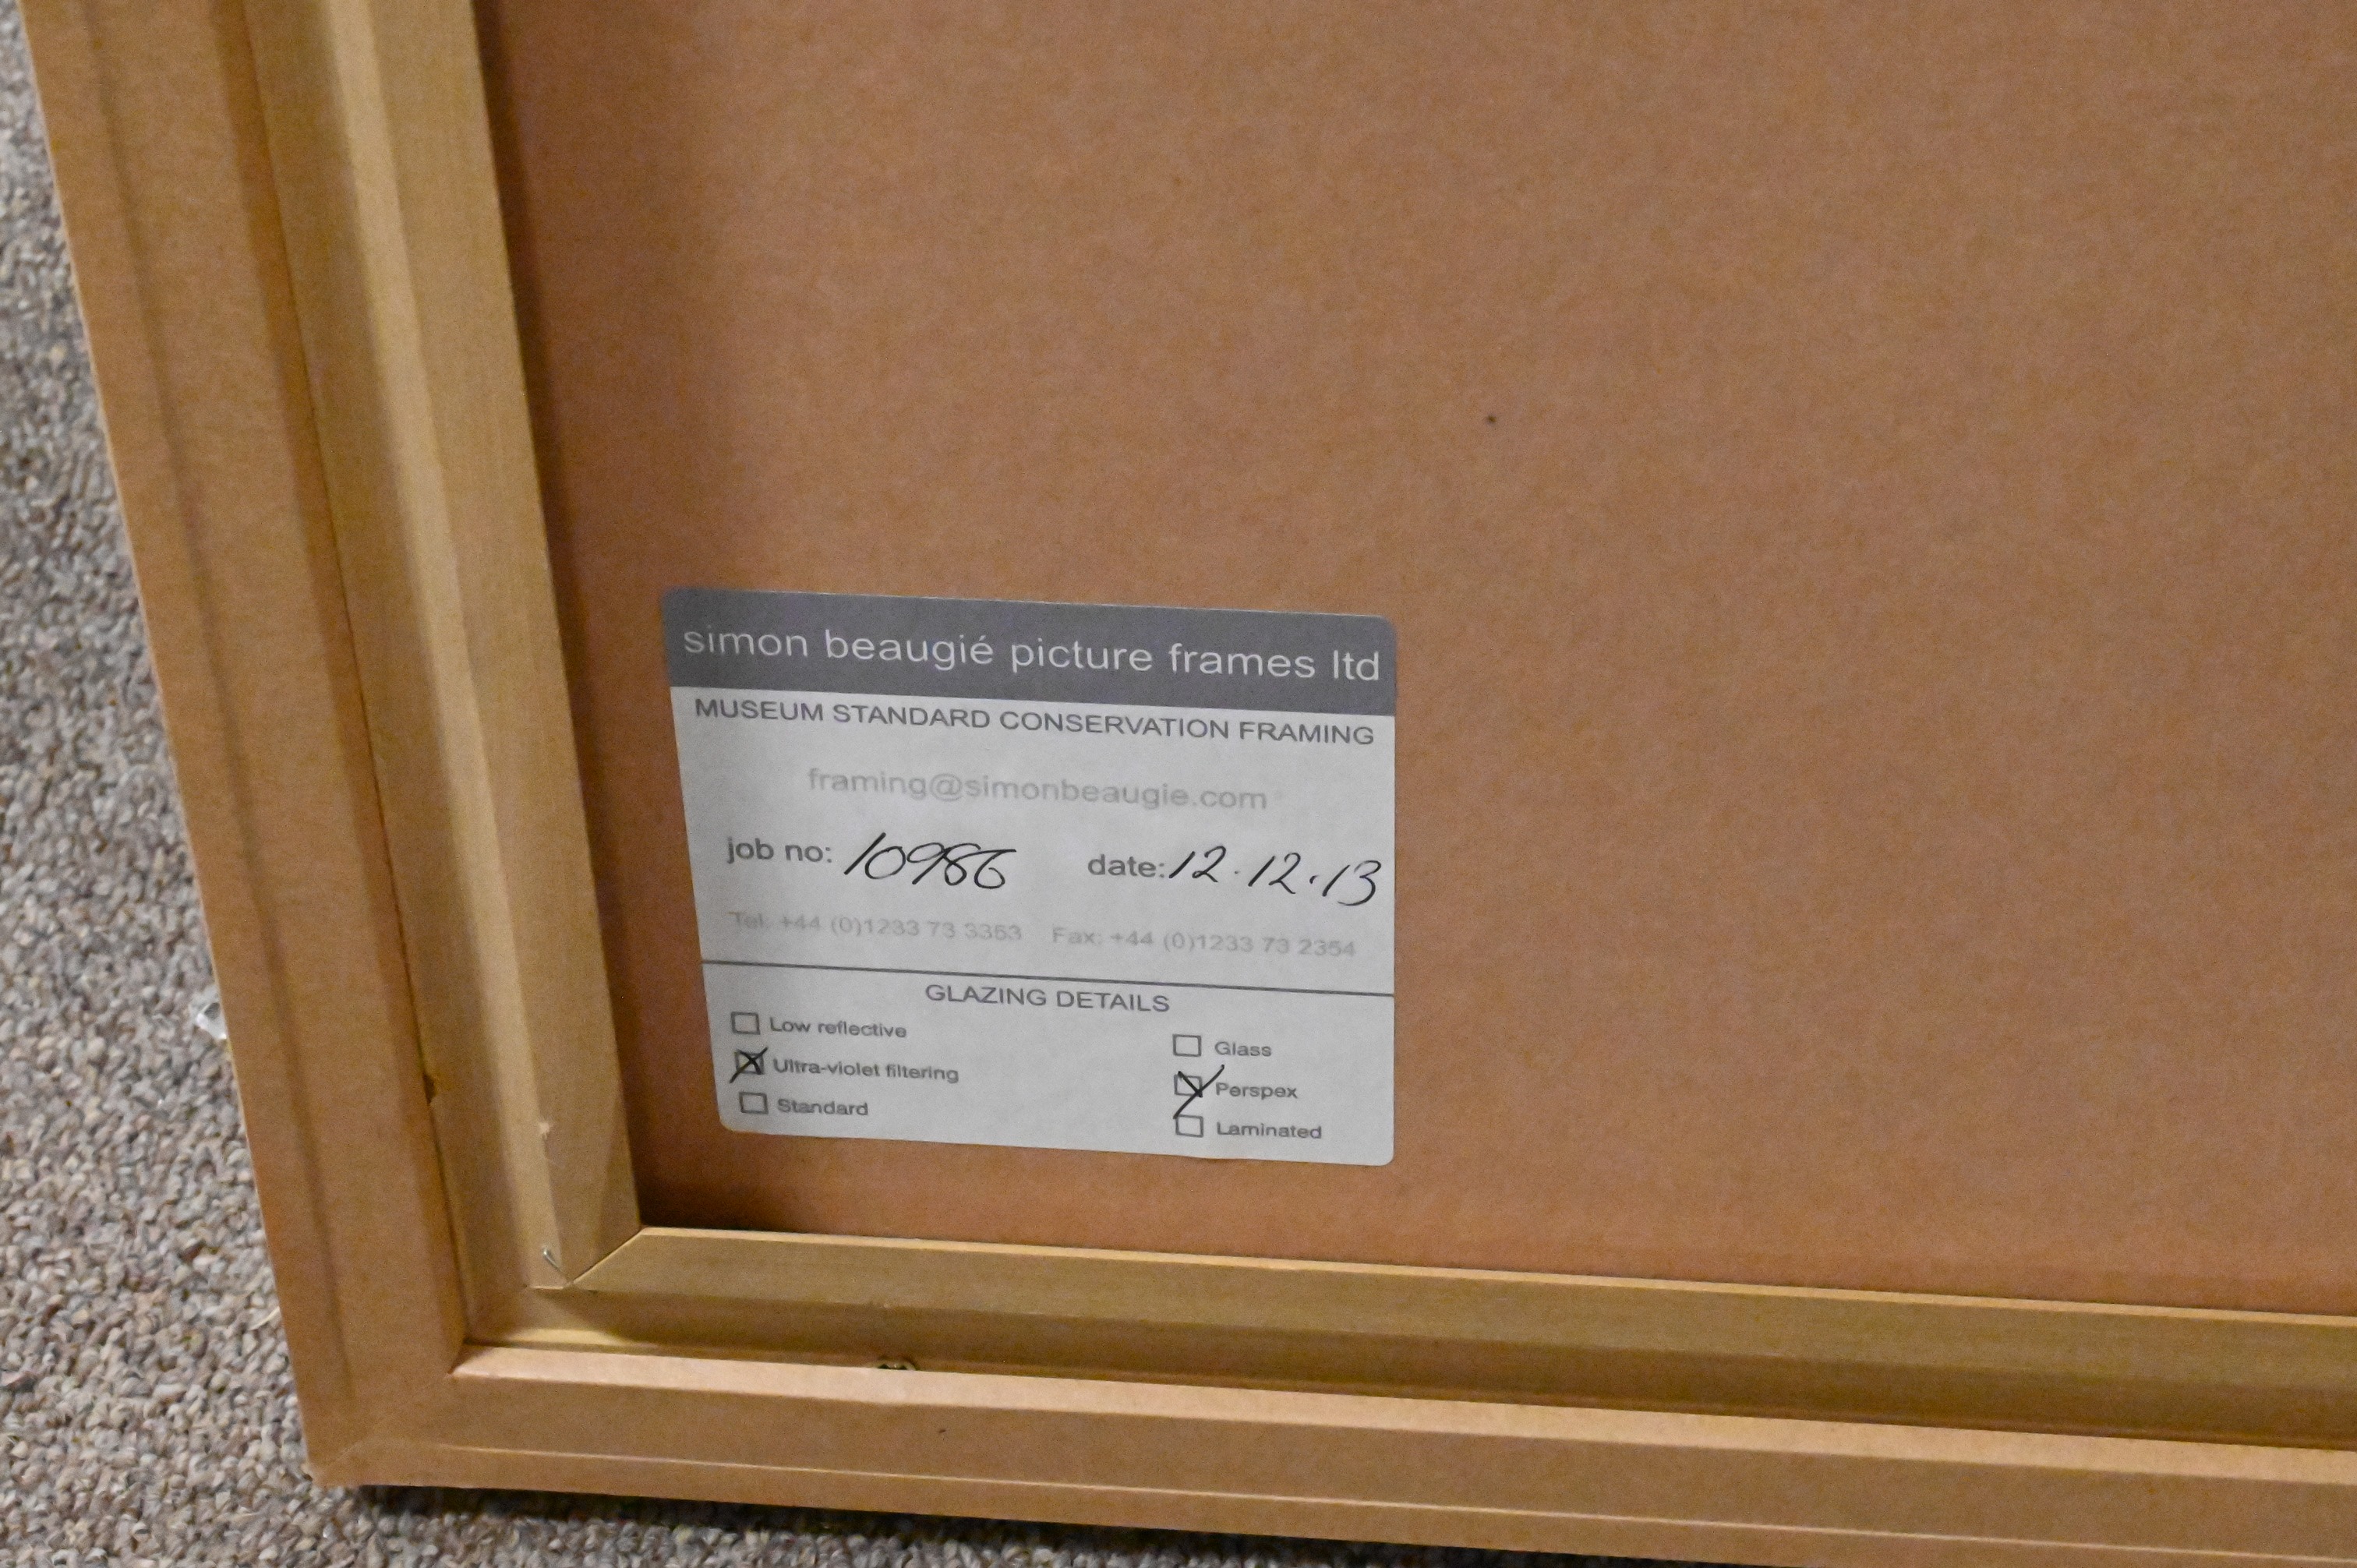 simon beaugié picture frames ltd
MUSEUM STANDARD CONSERVATION FRAMING
framing@simonbeaugie.com
job no: 10986 date: 12.12.13
Tel: +44 (0)1233 73 3353 Fax: +44 (0)1233 73 2354
GLAZING DETAILS
Low reflective
Glass
Ultra-violet filtering
Perspex
Standard
Laminated